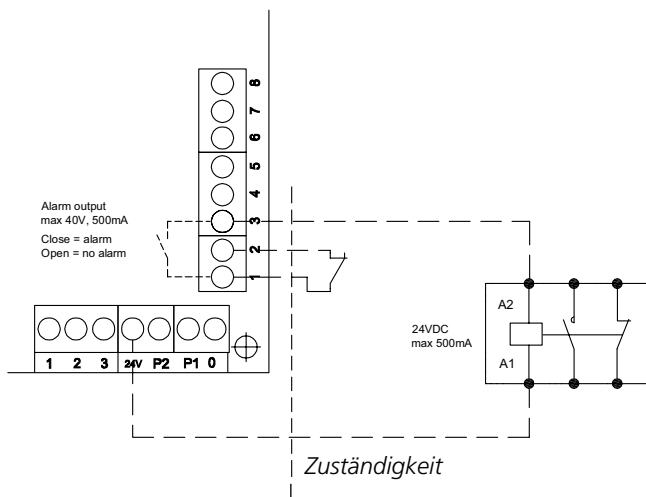 8
7
6
5
4
3
2
1
Alarm output
max 40V, 500mA
Close = alarm
Open = no alarm
1 2 3 24V P2 P1 0
24VDC
max 500mA
A2
A1
Zuständigkeit